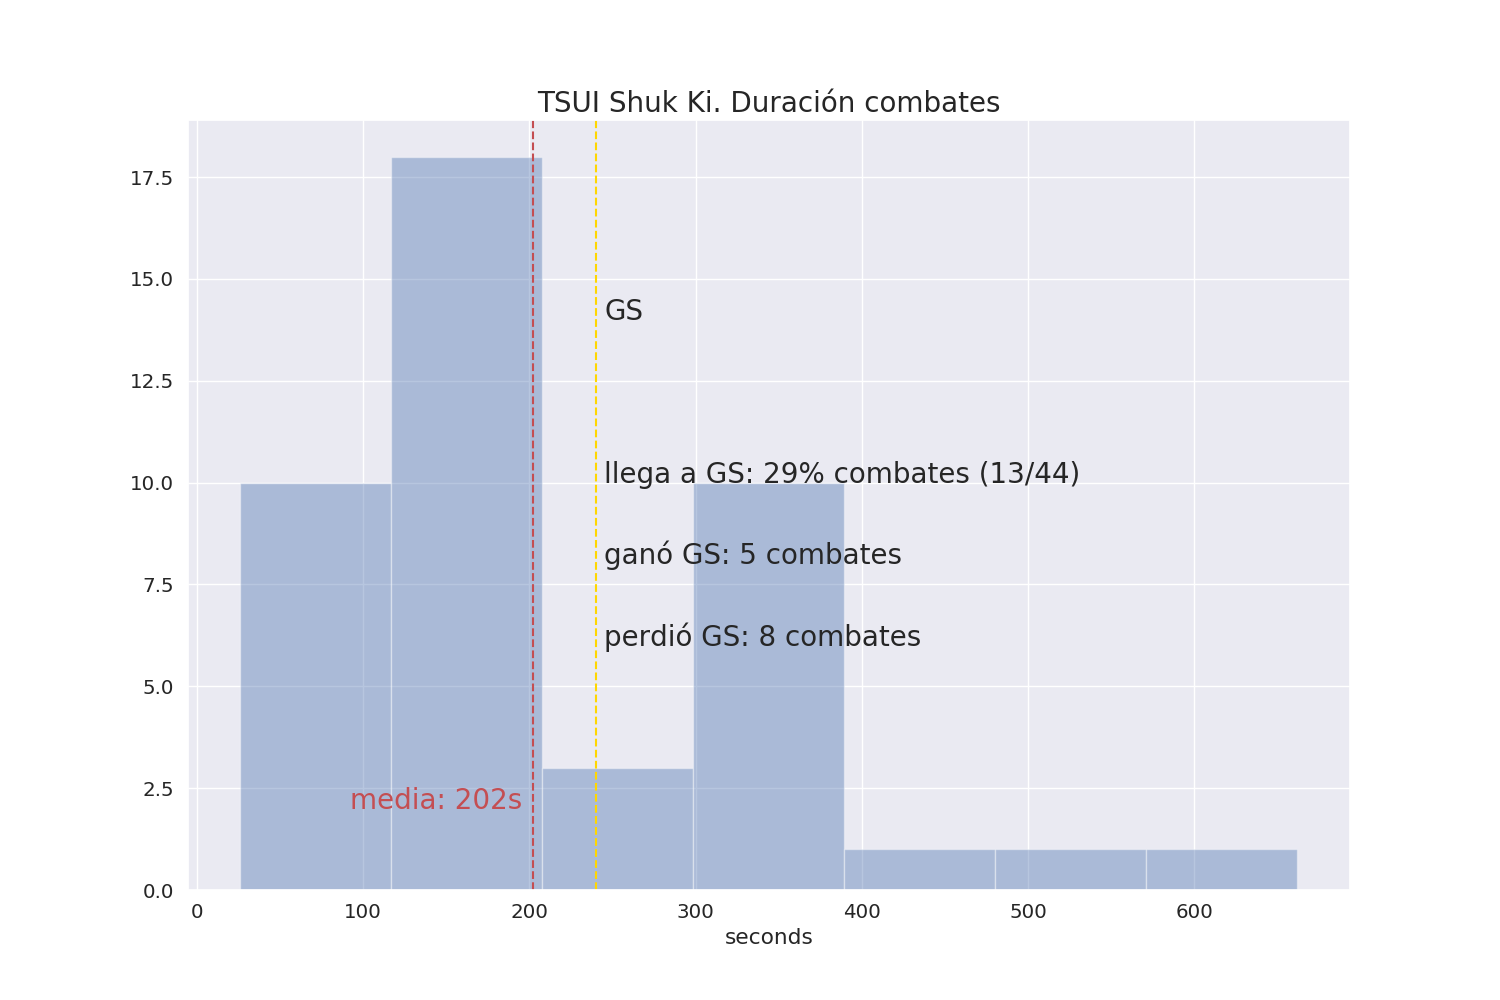 TSUI Shuk Ki. Duración combates
17.5
15.0
GS
12.5
llega a GS: 29% combates (13/44)
10.0
ganó GS: 5 combates
7.5
perdió GS: 8 combates
5.0
media: 202s
2.5
0.0
0 100 200 300 400 500 600
seconds